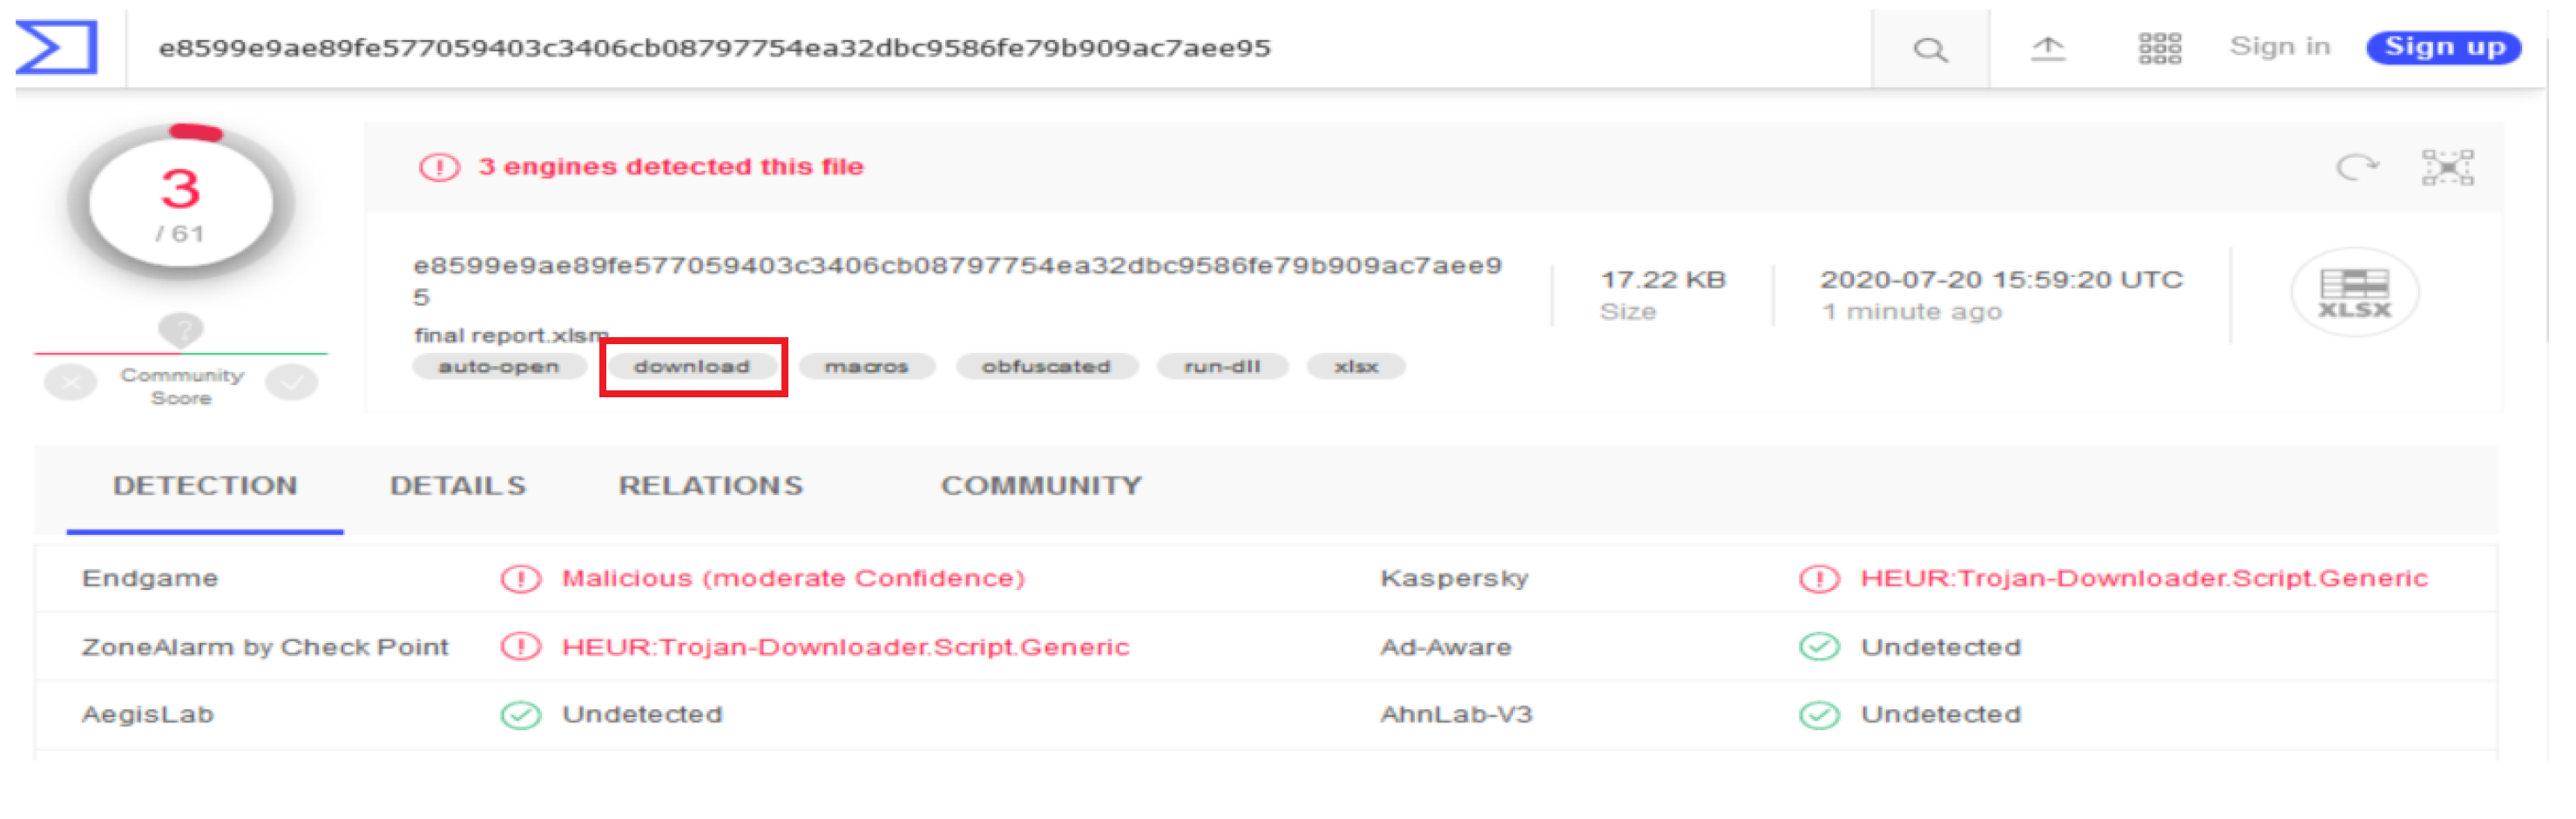 e8599e9ae89fe577059403c3406cb08797754ea32dbc9586fe79b909ac7aee95
Sign in
Sign up
3
/ 61
Community
Score
3 engines detected this file
e8599e9ae89fe577059403c3406cb08797754ea32dbc9586fe79b909ac7aee9
5
final report.xlsm
auto-open download macros obfuscated run-dll xlsx
17.22 KB
Size
2020-07-20 15:59:20 UTC
1 minute ago
XLSX
DETECTION DETAILS RELATIONS COMMUNITY
Endgame Malicious (moderate Confidence) Kaspersky HEUR:Trojan-Downloader.Script.Generic
ZoneAlarm by Check Point HEUR:Trojan-Downloader.Script.Generic Ad-Aware Undetected
AegisLab Undetected AhnLab-V3 Undetected